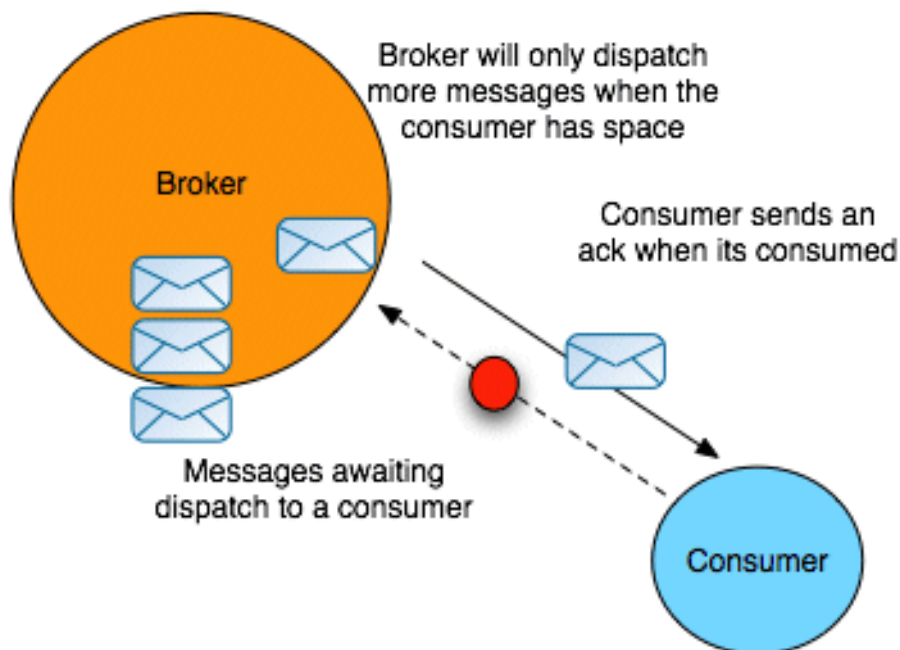 Broker will only dispatch
more messages when the
consumer has space
Broker
Consumer sends an
ack when its consumed
Messages awaiting
dispatch to a consumer
Consumer